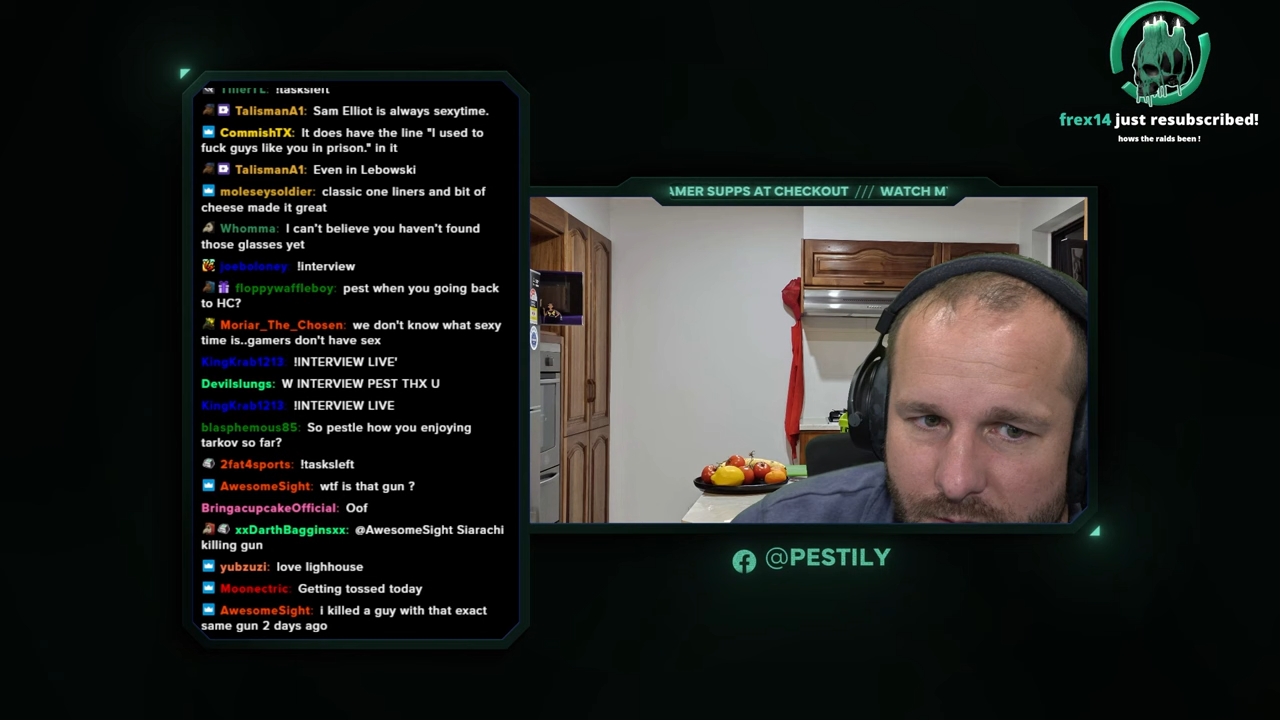 TalismanA1: Sam Elliot is always sexytime.
CommishTX: It does have the line "I used to
fuck guys like you in prison." in it
TalismanA1: Even in Lebowski
moleseysoldier: classic one liners and bit of
cheese made it great
Whomma: I can't believe you haven't found
those glasses yet
joeboloney: !interview
floppywaffleboy: pest when you going back
to HC?
Moriar_The_Chosen: we don't know what sexy
time is..gamers don't have sex
KingKrab1213 !INTERVIEW LIVE'
Devilslungs: W INTERVIEW PEST THX U
KingKrab1213 !INTERVIEW LIVE
blasphemous85: So pestle how you enjoying
tarkov so far?
2fat4sports: !tasksleft
AwesomeSight: wtf is that gun ?
BringacupcakeOfficial: Oof
xxDarthBagginsxx: @AwesomeSight Siarachi
killing gun
yubzuzi: love lighhouse
Moonectric: Getting tossed today
AwesomeSight: i killed a guy with that exact
same gun 2 days ago
AMER SUPPS AT CHECKOUT /// WATCH M
@PESTILY
frex14 just resubscribed!
hows the raids been !